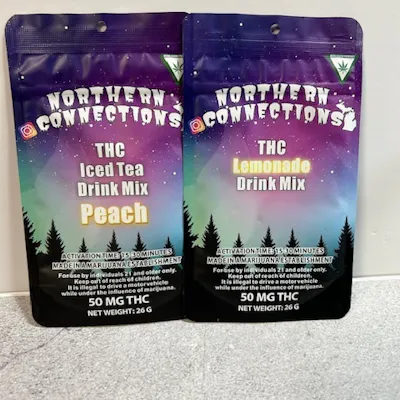 NORTHERN
CONNECTIONS
THC
Iced Tea
Drink Mix
Peach
ACTIVATION TIME: 15-30 MINUTES
MADE IN A MARIJUANA ESTABLISHMENT
For use by individuals 21 and older only.
Keep out of reach of children.
It is illegal to drive a motor vehicle
while under the influence of marijuana.
50 MG THC
NET WEIGHT: 26 G
NORTHERN
CONNECTIONS
THC
Lemonade
Drink Mix
ACTIVATION TIME: 15-30 MINUTES
MADE IN A MARIJUANA ESTABLISHMENT
For use by individuals 21 and older only.
Keep out of reach of children.
It is illegal to drive a motor vehicle
while under the influence of marijuana.
50 MG THC
NET WEIGHT: 26 G